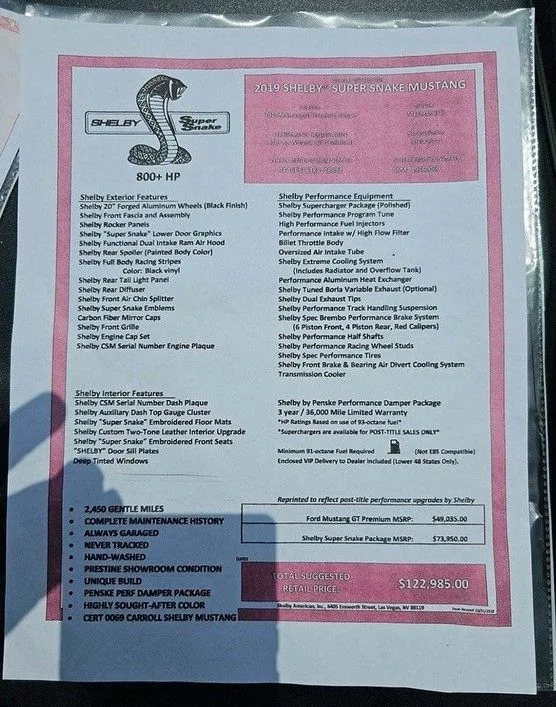 SHELBY
Super
Snake
800+ HP
2019 SHELBY® SUPER SNAKE MUSTANG
Shelby Exterior Features
Shelby 20" Forged Aluminum Wheels (Black Finish)
Shelby Front Fascia and Assembly
Shelby Rocker Panels
Shelby "Super Snake" Lower Door Graphics
Shelby Functional Dual Intake Ram Air Hood
Shelby Rear Spoiler (Painted Body Color)
Shelby Full Body Racing Stripes
Color: Black vinyl
Shelby Rear Tail Light Panel
Shelby Rear Diffuser
Shelby Front Air Chin Splitter
Shelby Super Snake Emblems
Carbon Fiber Mirror Caps
Shelby Front Grille
Shelby Engine Cap Set
Shelby CSM Serial Number Engine Plaque
Shelby Performance Equipment
Shelby Supercharger Package (Polished)
Shelby Performance Program Tune
High Performance Fuel Injectors
Performance Intake w/ High Flow Filter
Billet Throttle Body
Oversized Air Intake Tube
Shelby Extreme Cooling System
(Includes Radiator and Overflow Tank)
Performance Aluminum Heat Exchanger
Shelby Tuned Borla Variable Exhaust (Optional)
Shelby Dual Exhaust Tips
Shelby Performance Track Handling Suspension
Shelby Spec Brembo Performance Brake System
(6 Piston Front, 4 Piston Rear, Red Calipers)
Shelby Performance Half Shafts
Shelby Performance Racing Wheel Studs
Shelby Spec Performance Tires
Shelby Front Brake & Bearing Air Divert Cooling System
Transmission Cooler
Shelby Interior Features
Shelby CSM Serial Number Dash Plaque
Shelby Auxiliary Dash Top Gauge Cluster
Shelby "Super Snake" Embroidered Floor Mats
Shelby Custom Two-Tone Leather Interior Upgrade
Shelby "Super Snake" Embroidered Front Seats
"SHELBY" Door Sill Plates
Deep Tinted Windows
Shelby by Penske Performance Damper Package
3 year / 36,000 Mile Limited Warranty
*HP Ratings Based on use of 93-octane fuel*
*Superchargers are available for POST-TITLE SALES ONLY*
Minimum 91-octane Fuel Required (Not E85 Compatible)
Enclosed VIP Delivery to Dealer Included (Lower 48 States Only).
Reprinted to reflect post-title performance upgrades by Shelby
• 2,450 GENTLE MILES
• COMPLETE MAINTENANCE HISTORY
• ALWAYS GARAGED
• NEVER TRACKED
• HAND-WASHED
• PRESTINE SHOWROOM CONDITION
• UNIQUE BUILD
• PENSKE PERF DAMPER PACKAGE
• HIGHLY SOUGHT-AFTER COLOR
• CERT 0069 CARROLL SHELBY MUSTANG
Ford Mustang GT Premium MSRP: $49,035.00
Shelby Super Snake Package MSRP: $73,950.00
TOTAL SUGGESTED
RETAIL PRICE: $122,985.00
Shelby American, Inc., 6405 Ensworth Street, Las Vegas, NV 89119